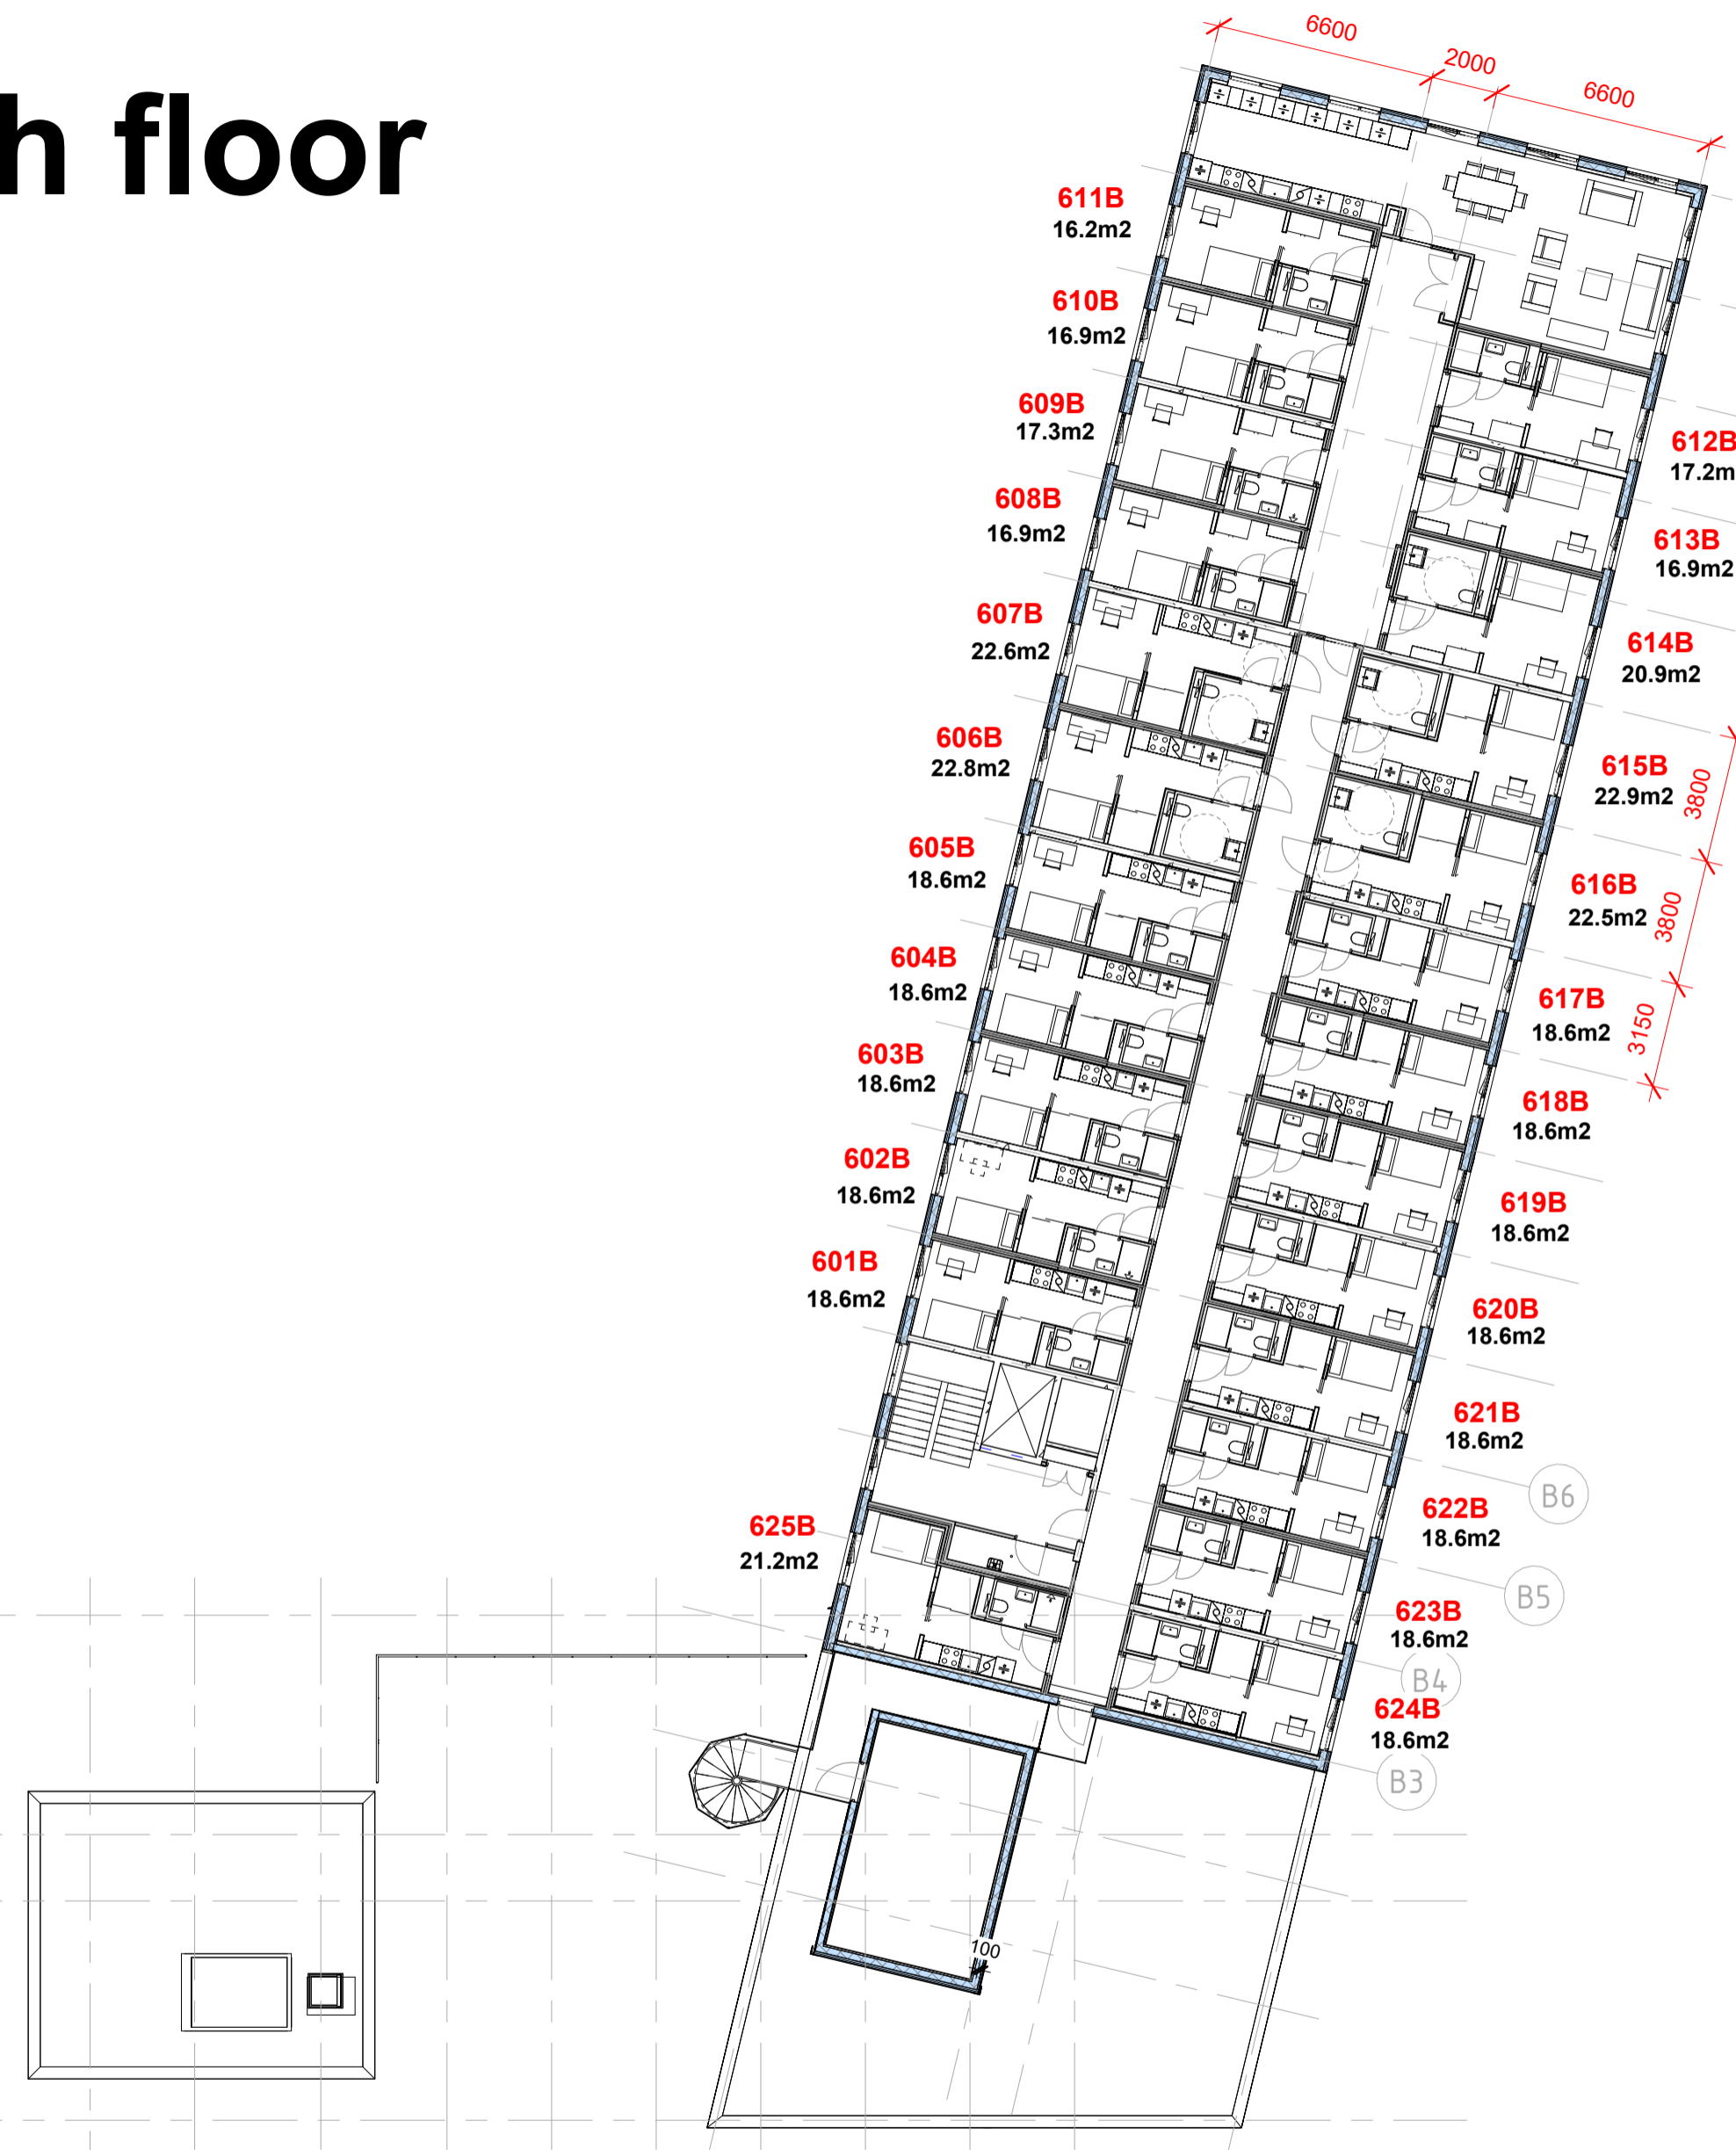 h floor
6600
2000
6600
611B
16.2m2
610B
16.9m2
609B
17.3m2
608B
16.9m2
607B
22.6m2
606B
22.8m2
605B
18.6m2
604B
18.6m2
603B
18.6m2
602B
18.6m2
601B
18.6m2
625B
21.2m2
612B
17.2m
613B
16.9m2
614B
20.9m2
615B
22.9m2
616B
22.5m2
617B
18.6m2
618B
18.6m2
619B
18.6m2
620B
18.6m2
621B
18.6m2
622B
18.6m2
623B
18.6m2
624B
18.6m2
3800
3800
3150
B6
B5
B4
B3
100